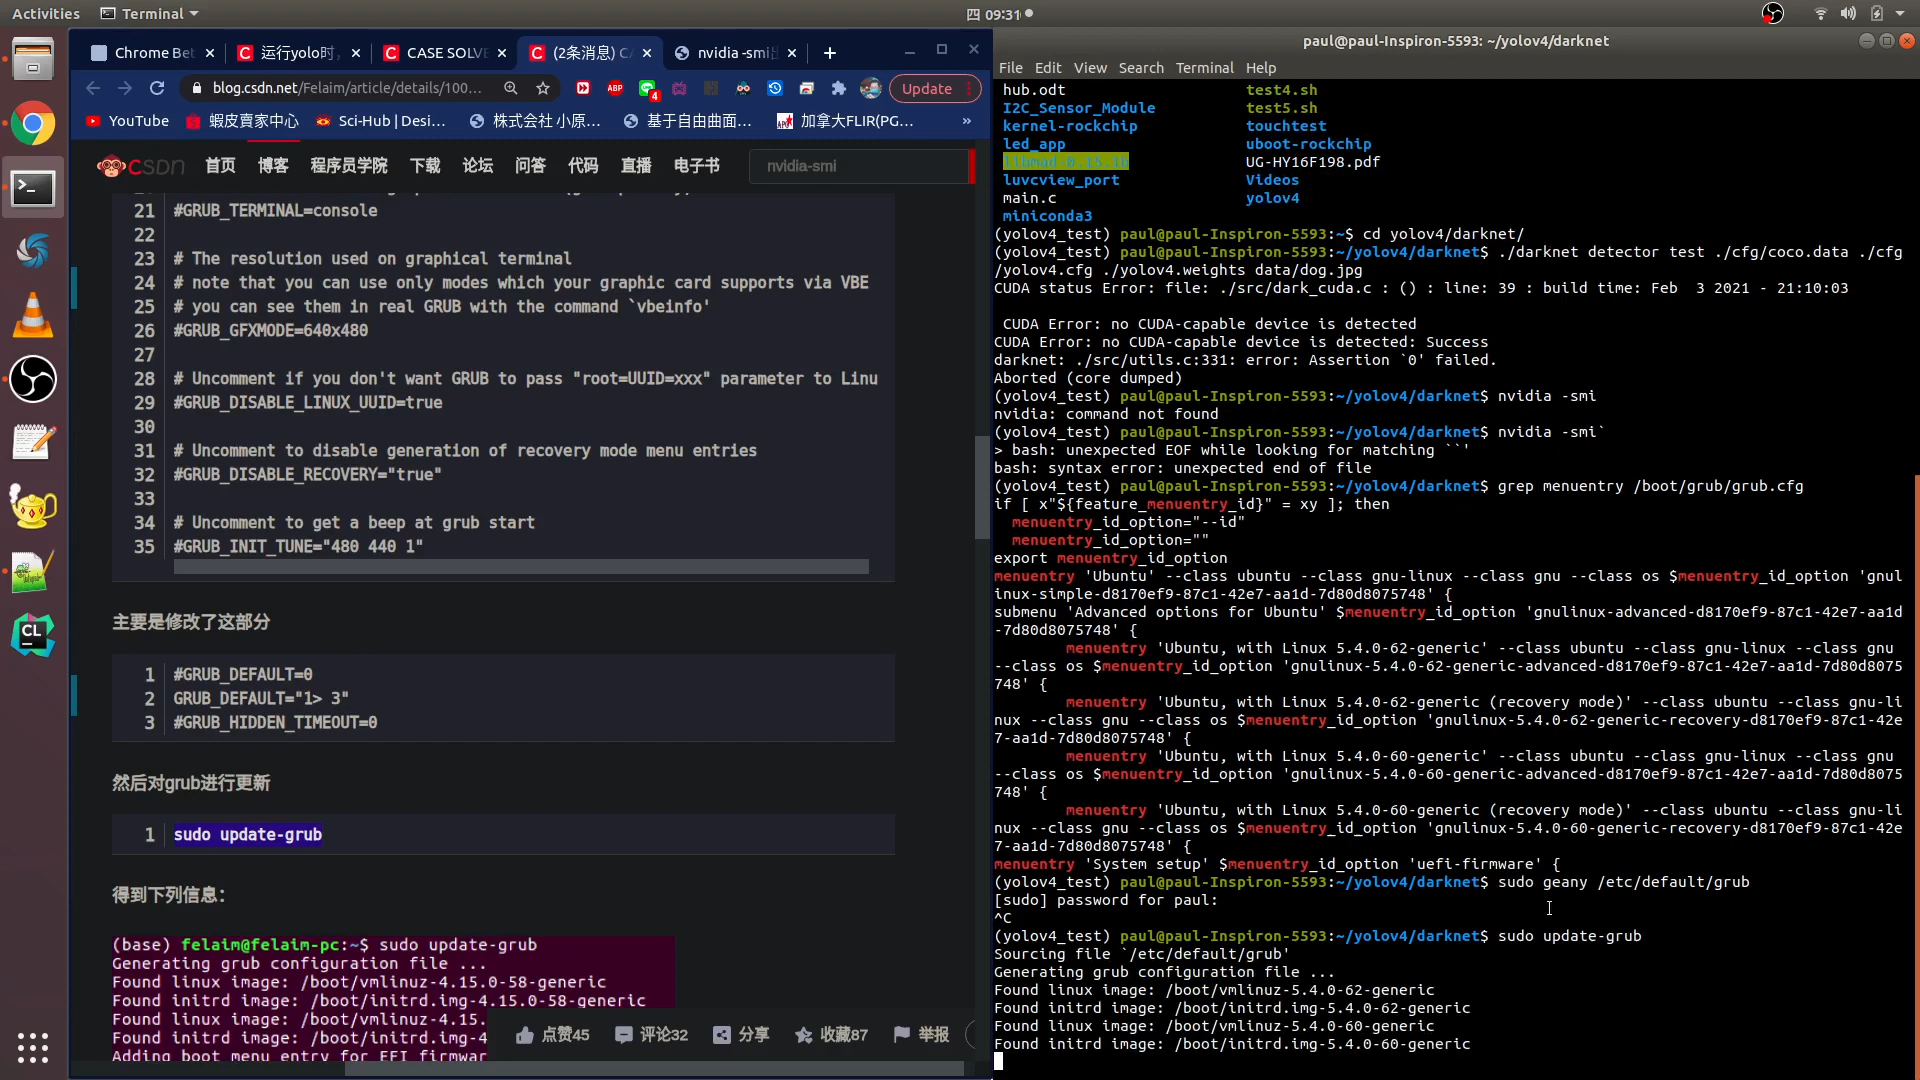 Activities
Terminal
四 09:31
Chrome Bet
运行yolo时,
CASE SOLVE
(2条消息) C
nvidia -smi
blog.csdn.net/Felaim/article/details/100…
ABP
4
Update
YouTube
蝦皮賣家中心
Sci-Hub | Desi…
株式会社 小原…
基于自由曲面…
加拿大FLIR(PG…
»
CSDN
首页
博客
程序员学院
下载
论坛
问答
代码
直播
电子书
nvidia-smi
21 #GRUB_TERMINAL=console
22
23 # The resolution used on graphical terminal
24 # note that you can use only modes which your graphic card supports via VBE
25 # you can see them in real GRUB with the command `vbeinfo'
26 #GRUB_GFXMODE=640x480
27
28 # Uncomment if you don't want GRUB to pass "root=UUID=xxx" parameter to Linu
29 #GRUB_DISABLE_LINUX_UUID=true
30
31 # Uncomment to disable generation of recovery mode menu entries
32 #GRUB_DISABLE_RECOVERY="true"
33
34 # Uncomment to get a beep at grub start
35 #GRUB_INIT_TUNE="480 440 1"
主要是修改了这部分
1 #GRUB_DEFAULT=0
2 GRUB_DEFAULT="1> 3"
3 #GRUB_HIDDEN_TIMEOUT=0
然后对grub进行更新
1 sudo update-grub
得到下列信息:
(base) felaim@felaim-pc:~$ sudo update-grub
Generating grub configuration file ...
Found linux image: /boot/vmlinuz-4.15.0-58-generic
Found initrd image: /boot/initrd.img-4.15.0-58-generic
Found linux image: /boot/vmlinuz-4.15.
Found initrd image: /boot/initrd.img-4
Adding boot menu entry for EFI firmwar
点赞45
评论32
分享
收藏87
举报
CL
paul@paul-Inspiron-5593: ~/yolov4/darknet
File Edit View Search Terminal Help
hub.odt test4.sh
I2C_Sensor_Module test5.sh
kernel-rockchip touchtest
led_app uboot-rockchip
libmad-0.15.1b UG-HY16F198.pdf
luvcview_port Videos
main.c yolov4
miniconda3
(yolov4_test) paul@paul-Inspiron-5593:~$ cd yolov4/darknet/
(yolov4_test) paul@paul-Inspiron-5593:~/yolov4/darknet$ ./darknet detector test ./cfg/coco.data ./cfg
/yolov4.cfg ./yolov4.weights data/dog.jpg
CUDA status Error: file: ./src/dark_cuda.c : () : line: 39 : build time: Feb  3 2021 - 21:10:03
CUDA Error: no CUDA-capable device is detected
CUDA Error: no CUDA-capable device is detected: Success
darknet: ./src/utils.c:331: error: Assertion `0' failed.
Aborted (core dumped)
(yolov4_test) paul@paul-Inspiron-5593:~/yolov4/darknet$ nvidia -smi
nvidia: command not found
(yolov4_test) paul@paul-Inspiron-5593:~/yolov4/darknet$ nvidia -smi`
> bash: unexpected EOF while looking for matching ``'
bash: syntax error: unexpected end of file
(yolov4_test) paul@paul-Inspiron-5593:~/yolov4/darknet$ grep menuentry /boot/grub/grub.cfg
if [ x"${feature_menuentry_id}" = xy ]; then
menuentry_id_option="--id"
menuentry_id_option=""
export menuentry_id_option
menuentry 'Ubuntu' --class ubuntu --class gnu-linux --class gnu --class os $menuentry_id_option 'gnul
inux-simple-d8170ef9-87c1-42e7-aa1d-7d80d8075748' {
submenu 'Advanced options for Ubuntu' $menuentry_id_option 'gnulinux-advanced-d8170ef9-87c1-42e7-aa1d
-7d80d8075748' {
menuentry 'Ubuntu, with Linux 5.4.0-62-generic' --class ubuntu --class gnu-linux --class gnu
--class os $menuentry_id_option 'gnulinux-5.4.0-62-generic-advanced-d8170ef9-87c1-42e7-aa1d-7d80d8075
748' {
menuentry 'Ubuntu, with Linux 5.4.0-62-generic (recovery mode)' --class ubuntu --class gnu-li
nux --class gnu --class os $menuentry_id_option 'gnulinux-5.4.0-62-generic-recovery-d8170ef9-87c1-42e
7-aa1d-7d80d8075748' {
menuentry 'Ubuntu, with Linux 5.4.0-60-generic' --class ubuntu --class gnu-linux --class gnu
--class os $menuentry_id_option 'gnulinux-5.4.0-60-generic-advanced-d8170ef9-87c1-42e7-aa1d-7d80d8075
748' {
menuentry 'Ubuntu, with Linux 5.4.0-60-generic (recovery mode)' --class ubuntu --class gnu-li
nux --class gnu --class os $menuentry_id_option 'gnulinux-5.4.0-60-generic-recovery-d8170ef9-87c1-42e
7-aa1d-7d80d8075748' {
menuentry 'System setup' $menuentry_id_option 'uefi-firmware' {
(yolov4_test) paul@paul-Inspiron-5593:~/yolov4/darknet$ sudo geany /etc/default/grub
[sudo] password for paul:
^C
(yolov4_test) paul@paul-Inspiron-5593:~/yolov4/darknet$ sudo update-grub
Sourcing file `/etc/default/grub'
Generating grub configuration file ...
Found linux image: /boot/vmlinuz-5.4.0-62-generic
Found initrd image: /boot/initrd.img-5.4.0-62-generic
Found linux image: /boot/vmlinuz-5.4.0-60-generic
Found initrd image: /boot/initrd.img-5.4.0-60-generic